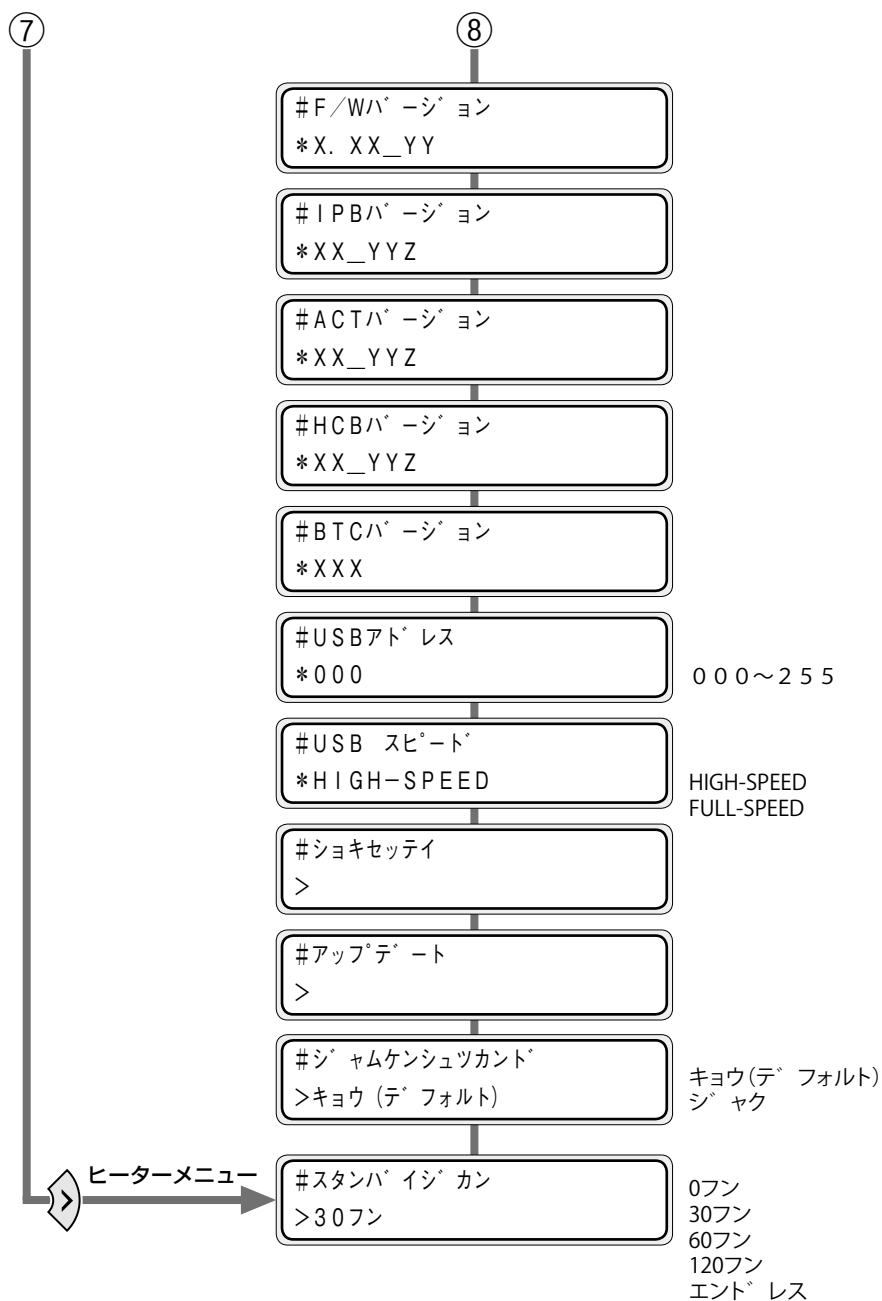 ⑦ ⑧
#F/Wバージョン
*X. XX_YY
#IPBバージョン
*XX_YYZ
#ACTバージョン
*XX_YYZ
#HCBバージョン
*XX_YYZ
#BTCバージョン
*XXX
#USBアドレス
*000
000～255
#USB スピード
*HIGH-SPEED
HIGH-SPEED
FULL-SPEED
#ショキセッテイ
>
#アップデート
>
#ジャムケンシュツカンド
>キョウ(デフォルト)
キョウ(デフォルト)
ジャク
ヒーターメニュー
#スタンバイジカン
>30フン
0フン
30フン
60フン
120フン
エンドレス